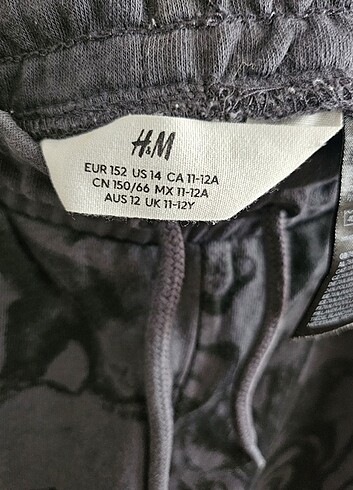 H&M
EUR 152 US 14 CA 11-12A
CN 150/66 MX 11-12A
AUS 12 UK 11-12Y